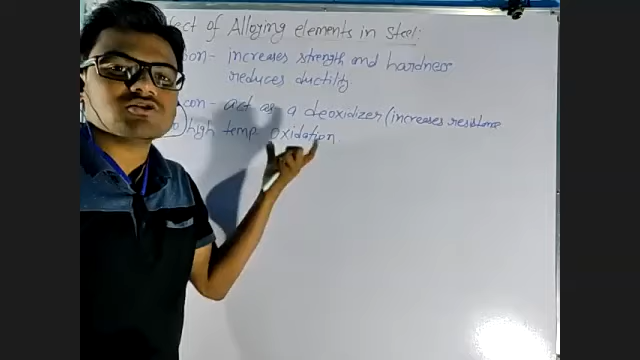 fect of Alloying elements in Steel:
on - increases strength and hardness
reduces ductility
con - act as a deoxidizer (increases resistance
high temp. oxidation.